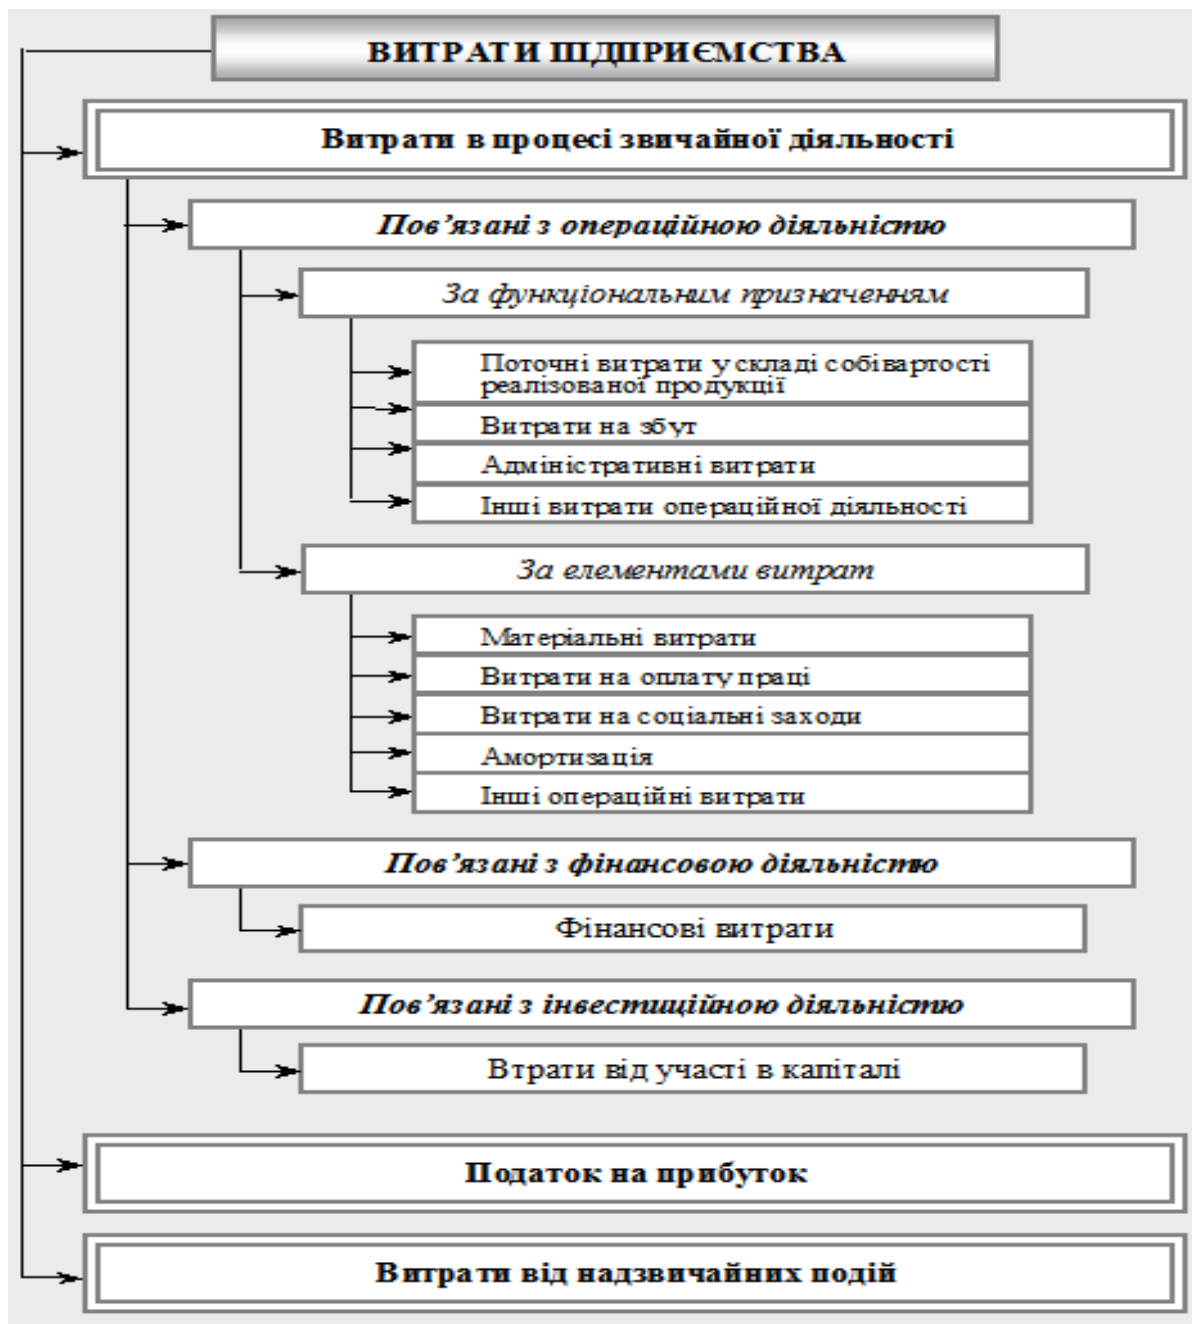 ВИТРАТИ ПІДПРИЄМСТВА
Витрати в процесі звичайної діяльності
Пов’язані з операційною діяльністю
За функціональним призначенням
Поточні витрати у складі собівартості
реалізованої продукції
Витрати на збут
Адміністративні витрати
Інші витрати операційної діяльності
За елементами витрат
Матеріальні витрати
Витрати на оплату праці
Витрати на соціальні заходи
Амортизація
Інші операційні витрати
Пов’язані з фінансовою діяльністю
Фінансові витрати
Пов’язані з інвестиційною діяльністю
Втрати від участі в капіталі
Податок на прибуток
Витрати від надзвичайних подій